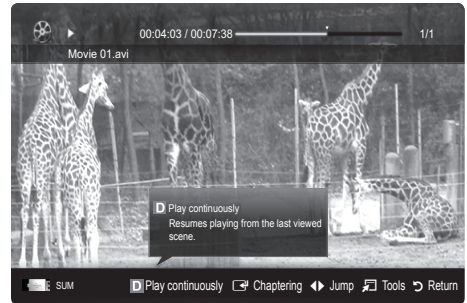 00:04:03 / 00:07:38 1/1
Movie 01.avi
D Play continuously
Resumes playing from the last viewed
scene.
SUM D Play continuously Chaptering Jump Tools Return